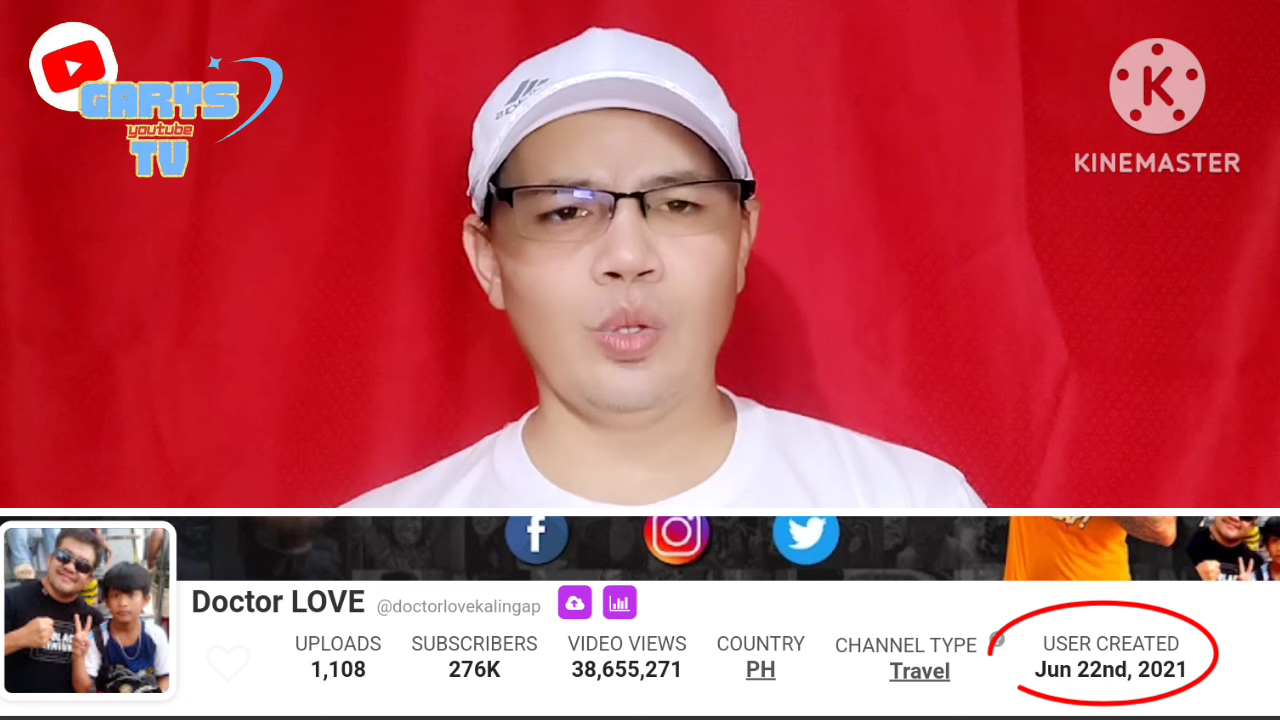 GARYS
youtube
TV
KINEMASTER
Doctor LOVE @doctorlovekalingap
UPLOADS SUBSCRIBERS VIDEO VIEWS COUNTRY CHANNEL TYPE USER CREATED
1,108 276K 38,655,271 PH Travel Jun 22nd, 2021